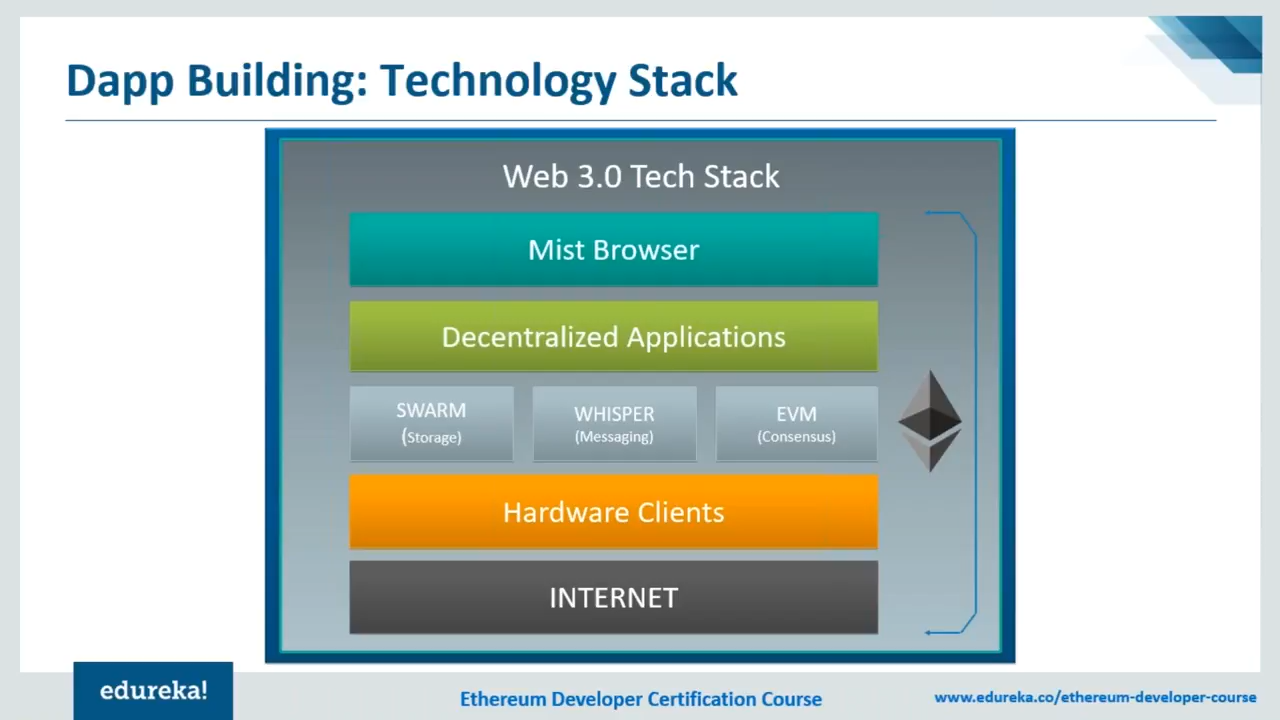 Dapp Building: Technology Stack
Web 3.0 Tech Stack
Mist Browser
Decentralized Applications
SWARM
(Storage)
WHISPER
(Messaging)
EVM
(Consensus)
Hardware Clients
INTERNET
edureka!
Ethereum Developer Certification Course
www.edureka.co/ethereum-developer-course